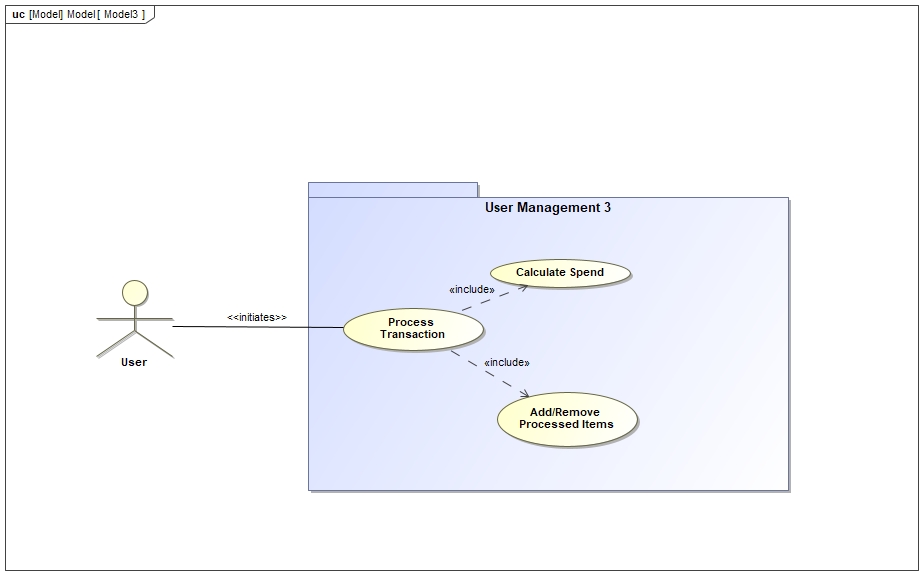 uc [Model] Model [ Model3 ]
User Management 3
Calculate Spend
«include»
<<initiates>>
Process
Transaction
User
«include»
Add/Remove
Processed Items